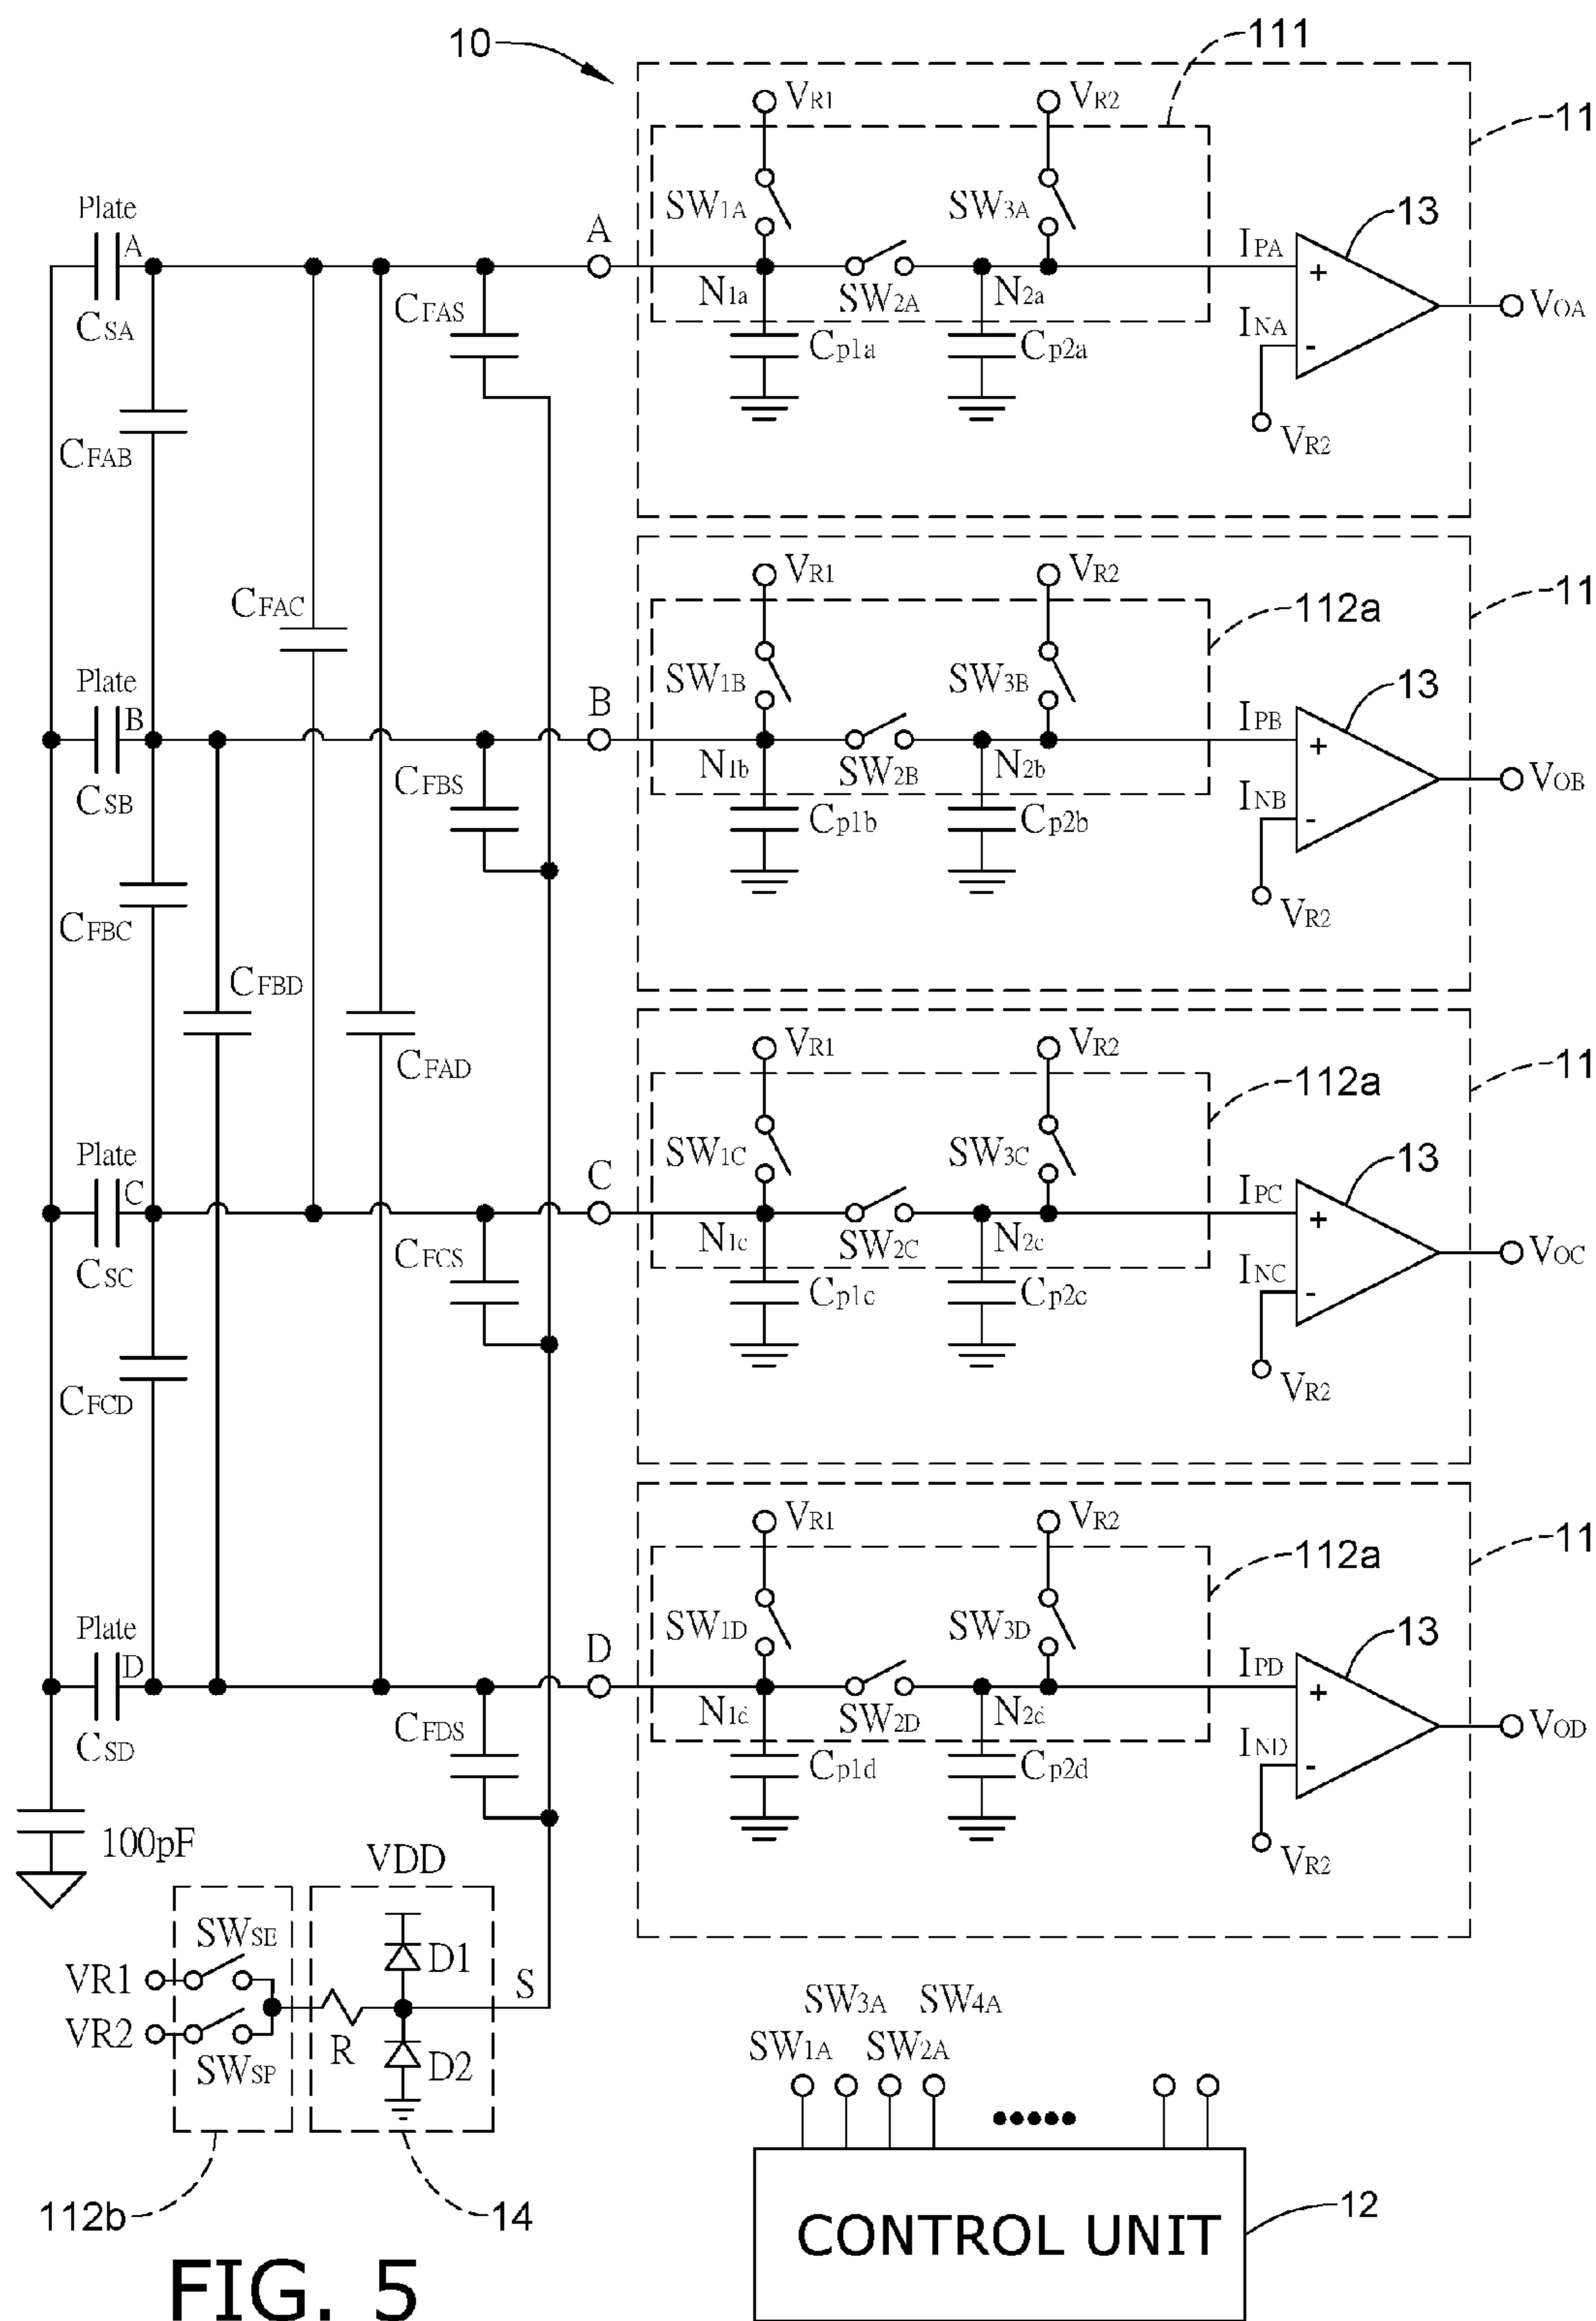 10
111
VR1
VR2
11
Plate
A
SW1A
SW3A
13
A
IPA
+
CSA
CFAS
N1a
SW2A
N2a
INA
-
VOA
Cp1a
Cp2a
VR2
CFAB
VR1
VR2
11
CFAC
112a
Plate
B
SW1B
SW3B
13
B
IPB
+
CSB
CFBS
N1b
SW2B
N2b
INB
-
VOB
Cp1b
Cp2b
VR2
CFBC
CFBD
VR1
VR2
11
CFAD
112a
Plate
C
SW1C
SW3C
13
C
IPC
+
CSC
CFCS
N1c
SW2C
N2c
INC
-
VOC
Cp1c
Cp2c
VR2
CFCD
VR1
VR2
11
112a
Plate
D
SW1D
SW3D
13
D
IPD
+
CSD
CFDS
N1d
SW2D
N2d
IND
-
VOD
Cp1d
Cp2d
VR2
100pF
VDD
SWSE
D1
VR1
S
VR2
R
D2
SWSP
SW3A SW4A
SW1A SW2A
112b
14
12
CONTROL UNIT
FIG. 5